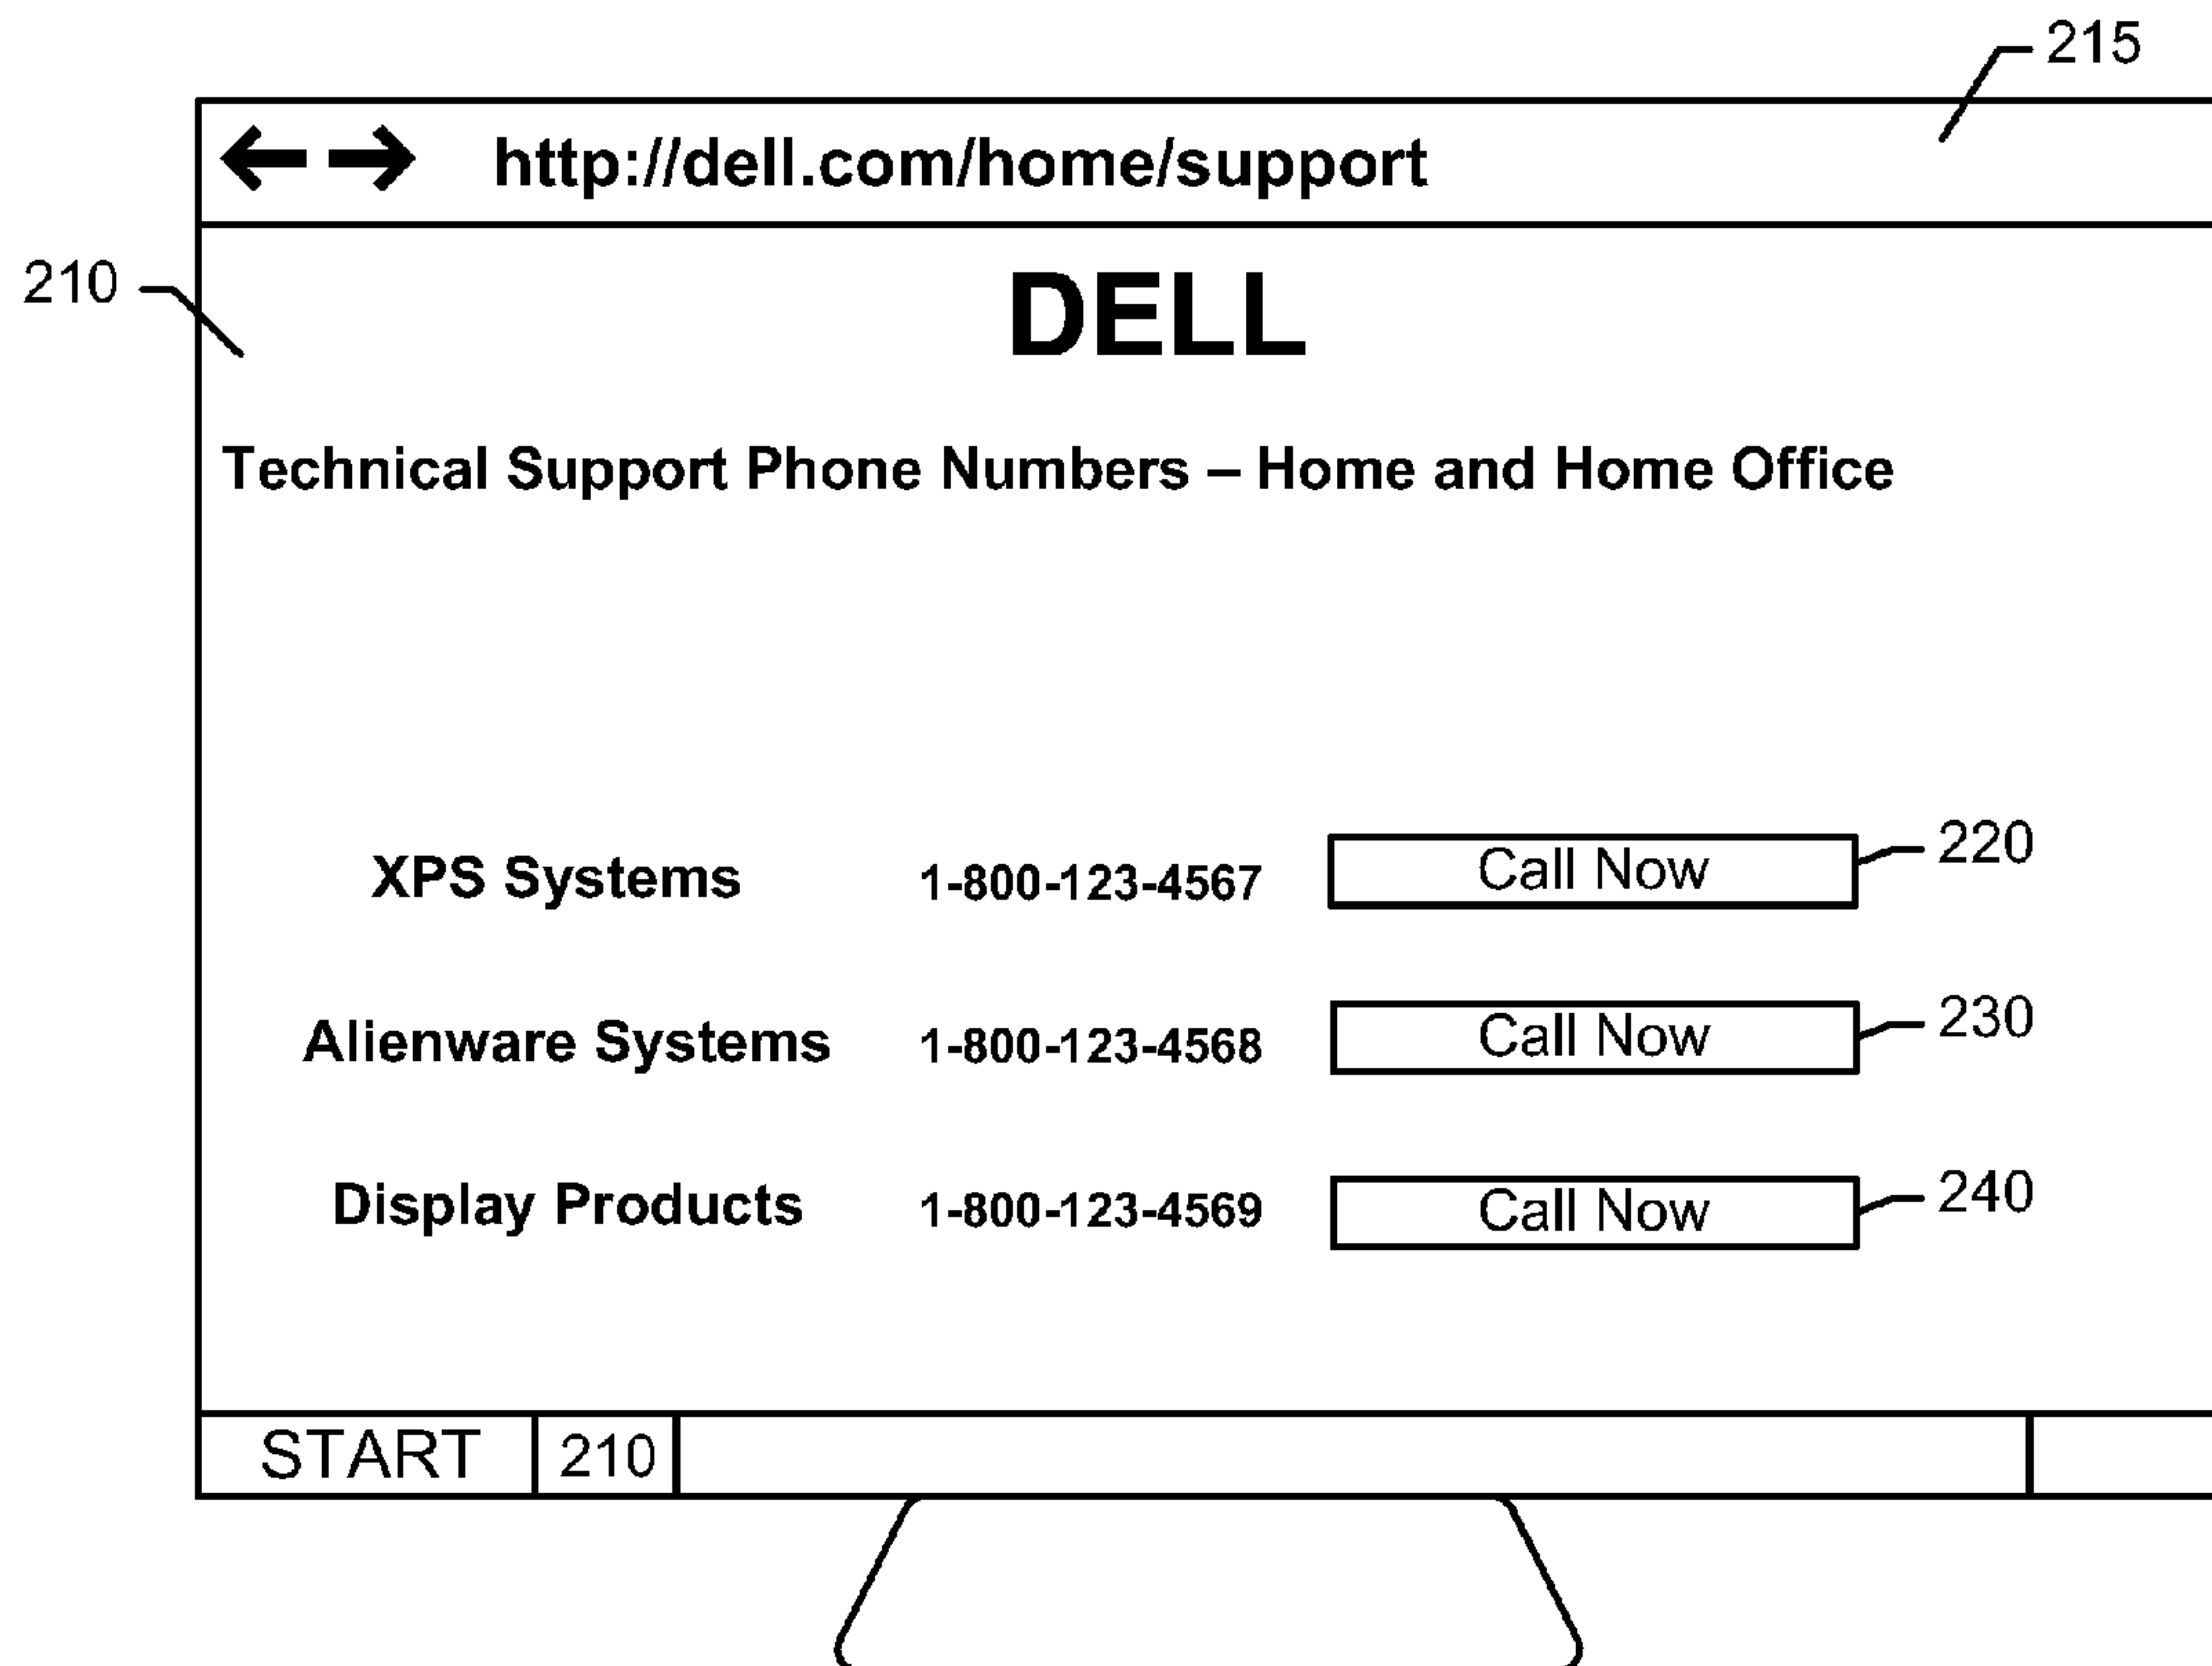 215
http://dell.com/home/support
210
DELL
Technical Support Phone Numbers – Home and Home Office
XPS Systems 1-800-123-4567 Call Now 220
Alienware Systems 1-800-123-4568 Call Now 230
Display Products 1-800-123-4569 Call Now 240
START 210